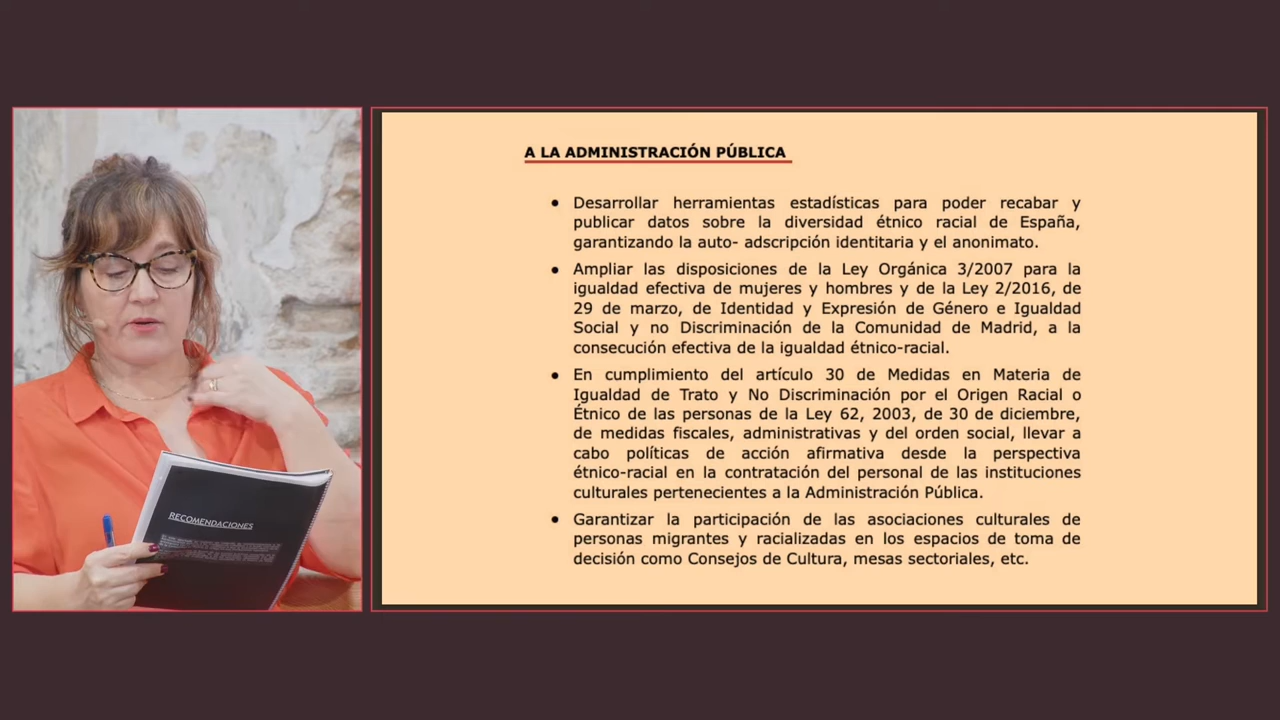 A LA ADMINISTRACIÓN PÚBLICA
● Desarrollar herramientas estadísticas para poder recabar y
publicar datos sobre la diversidad étnico racial de España,
garantizando la auto- adscripción identitaria y el anonimato.
● Ampliar las disposiciones de la Ley Orgánica 3/2007 para la
igualdad efectiva de mujeres y hombres y de la Ley 2/2016, de
29 de marzo, de Identidad y Expresión de Género e Igualdad
Social y no Discriminación de la Comunidad de Madrid, a la
consecución efectiva de la igualdad étnico-racial.
● En cumplimiento del artículo 30 de Medidas en Materia de
Igualdad de Trato y No Discriminación por el Origen Racial o
Étnico de las personas de la Ley 62, 2003, de 30 de diciembre,
de medidas fiscales, administrativas y del orden social, llevar a
cabo políticas de acción afirmativa desde la perspectiva
étnico-racial en la contratación del personal de las instituciones
culturales pertenecientes a la Administración Pública.
● Garantizar la participación de las asociaciones culturales de
personas migrantes y racializadas en los espacios de toma de
decisión como Consejos de Cultura, mesas sectoriales, etc.
RECOMENDACIONES